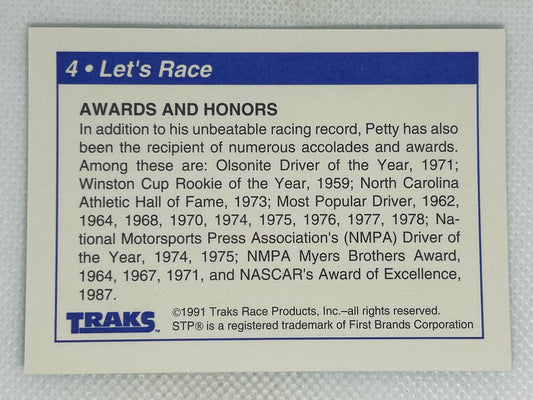 4 • Let's Race
AWARDS AND HONORS
In addition to his unbeatable racing record, Petty has also
been the recipient of numerous accolades and awards.
Among these are: Olsonite Driver of the Year, 1971;
Winston Cup Rookie of the Year, 1959; North Carolina
Athletic Hall of Fame, 1973; Most Popular Driver, 1962,
1964, 1968, 1970, 1974, 1975, 1976, 1977, 1978; Na-
tional Motorsports Press Association's (NMPA) Driver of
the Year, 1974, 1975; NMPA Myers Brothers Award,
1964, 1967, 1971, and NASCAR's Award of Excellence,
1987.
TRAKS™
©1991 Traks Race Products, Inc.–all rights reserved.
STP® is a registered trademark of First Brands Corporation